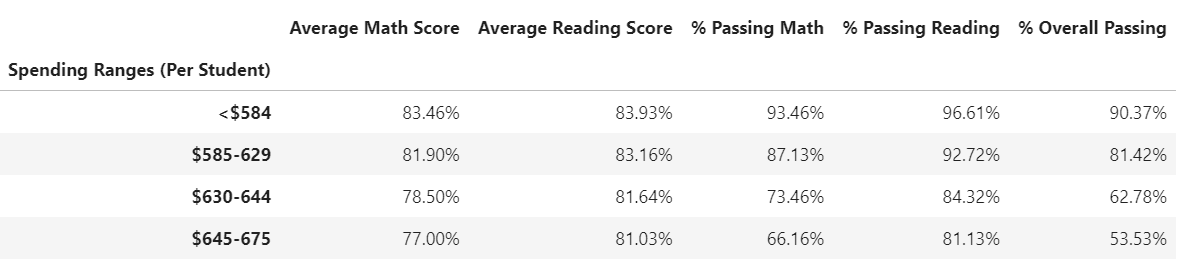 Average Math Score Average Reading Score % Passing Math % Passing Reading % Overall Passing
Spending Ranges (Per Student)
<$584 83.46% 83.93% 93.46% 96.61% 90.37%
$585-629 81.90% 83.16% 87.13% 92.72% 81.42%
$630-644 78.50% 81.64% 73.46% 84.32% 62.78%
$645-675 77.00% 81.03% 66.16% 81.13% 53.53%